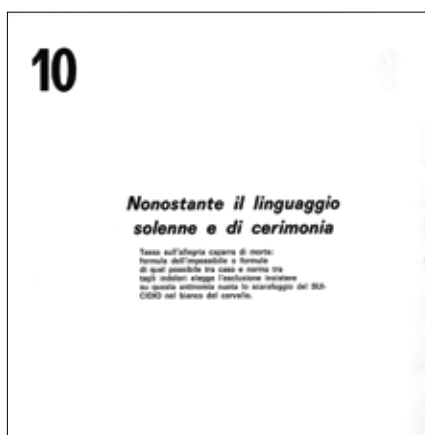 10
Nonostante il linguaggio
solenne e di cerimonia
Tassa sull'allegria caparra di morte:
formula dell'impossibile o formule
di quel possibile tra caso e norma tra
tagli indolori elegge l'esclusione insistere
su questa antinomia nuota lo scarafaggio del SUI-
CIDIO nel bianco del cervello.